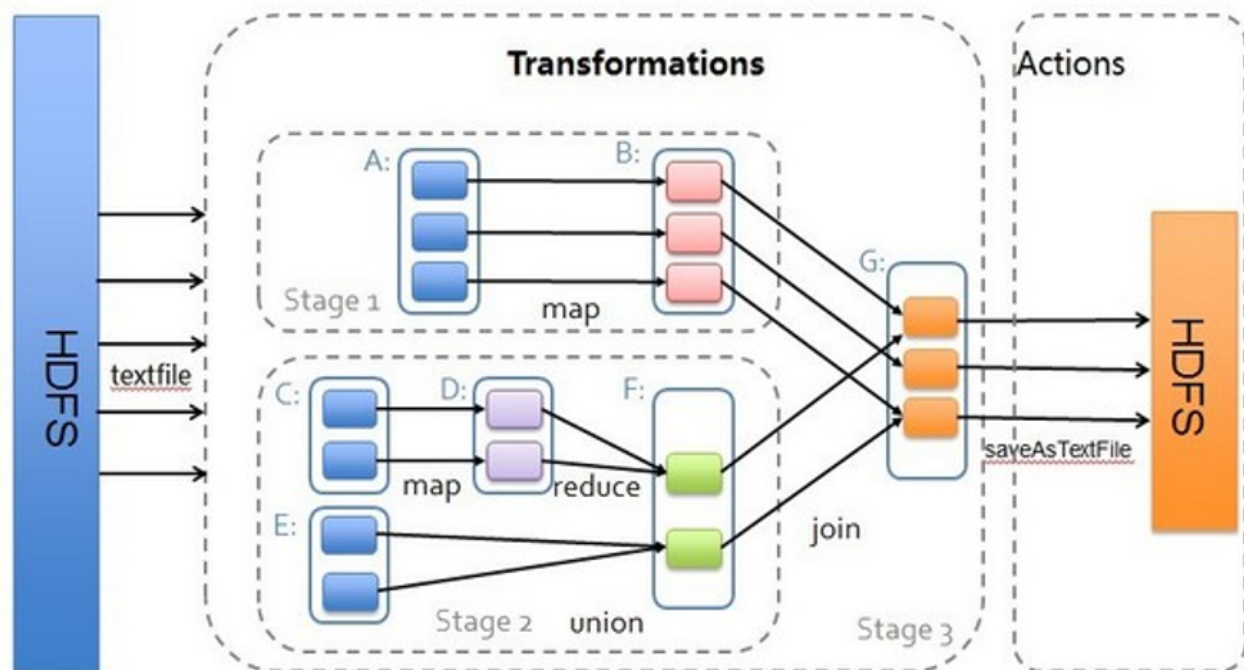 HDFS
textfile
Transformations
A:
B:
Stage 1
map
C:
D:
F:
map
reduce
E:
Stage 2
union
G:
join
Stage 3
Actions
saveAsTextFile
HDFS